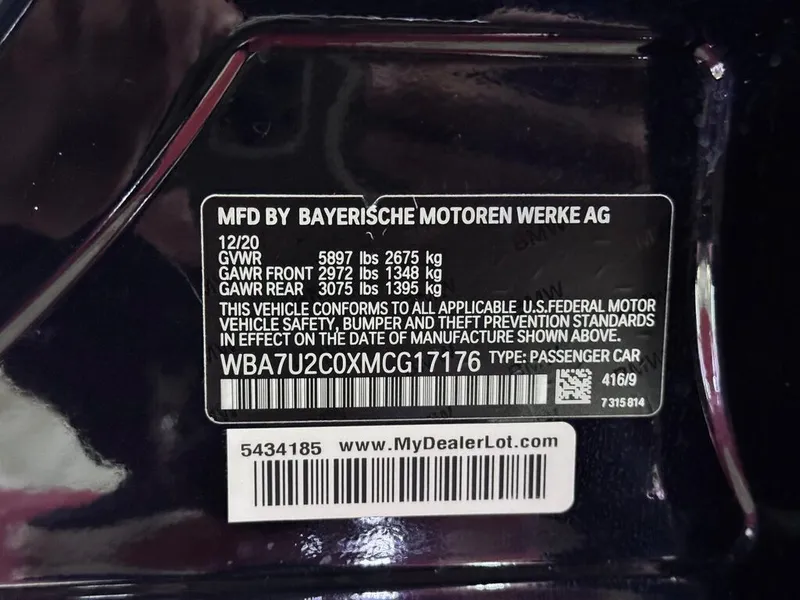 MFD BY BAYERISCHE MOTOREN WERKE AG
12/20
GVWR 5897 lbs 2675 kg
GAWR FRONT 2972 lbs 1348 kg
GAWR REAR 3075 lbs 1395 kg
THIS VEHICLE CONFORMS TO ALL APPLICABLE U.S.FEDERAL MOTOR
VEHICLE SAFETY, BUMPER AND THEFT PREVENTION STANDARDS
IN EFFECT ON THE DATE OF MANUFACTURE SHOWN ABOVE.
WBA7U2C0XMCG17176 TYPE: PASSENGER CAR
416/9
7315814
5434185 www.MyDealerLot.com